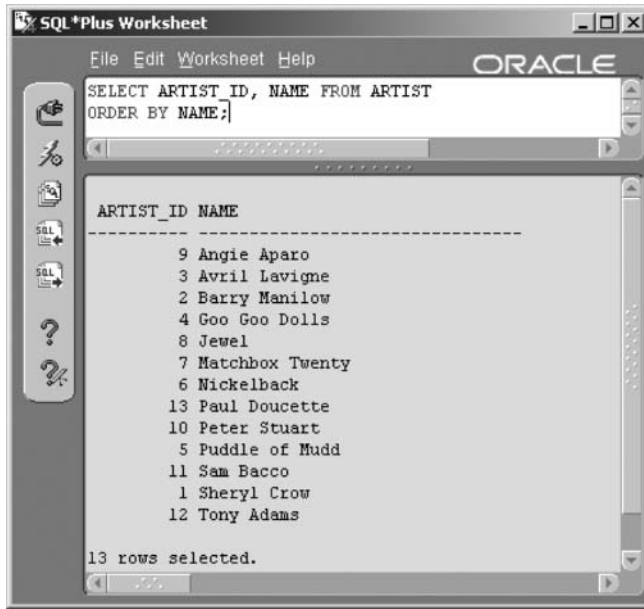 SQL*Plus Worksheet
File Edit Worksheet Help
ORACLE
SELECT ARTIST_ID, NAME FROM ARTIST
ORDER BY NAME;
ARTIST_ID NAME
---------- --------------------------------
9 Angie Aparo
3 Avril Lavigne
2 Barry Manilow
4 Goo Goo Dolls
8 Jewel
7 Matchbox Twenty
6 Nickelback
13 Paul Doucette
10 Peter Stuart
5 Puddle of Mudd
11 Sam Bacco
1 Sheryl Crow
12 Tony Adams
13 rows selected.
SQL
SQL